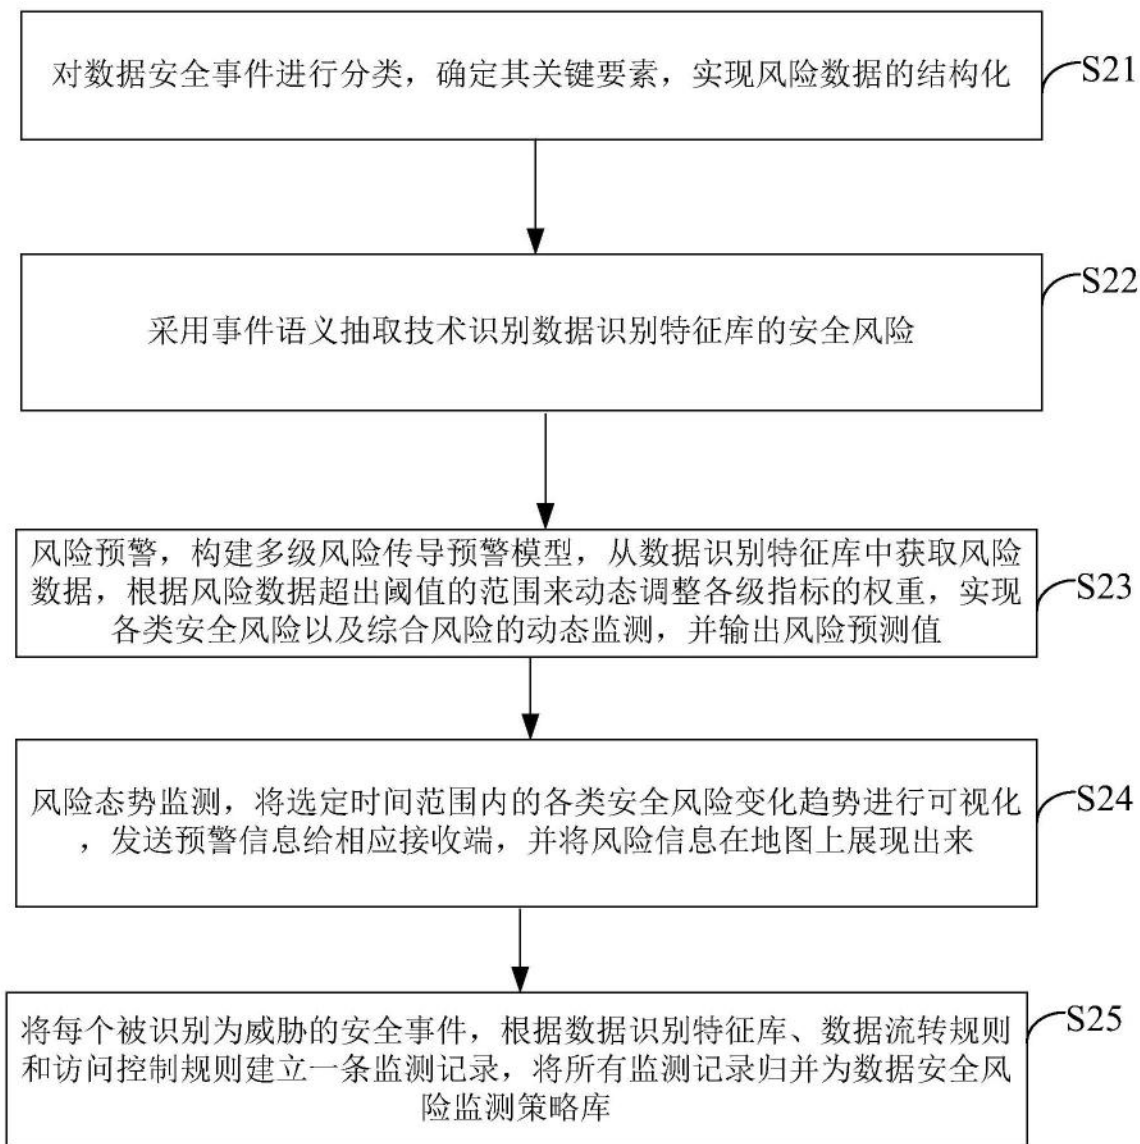 对数据安全事件进行分类，确定其关键要素，实现风险数据的结构化
S21
采用事件语义抽取技术识别数据识别特征库的安全风险
S22
风险预警，构建多级风险传导预警模型，从数据识别特征库中获取风险
数据，根据风险数据超出阈值的范围来动态调整各级指标的权重，实现
各类安全风险以及综合风险的动态监测，并输出风险预测值
S23
风险态势监测，将选定时间范围内的各类安全风险变化趋势进行可视化
，发送预警信息给相应接收端，并将风险信息在地图上展现出来
S24
将每个被识别为威胁的安全事件，根据数据识别特征库、数据流转规则
和访问控制规则建立一条监测记录，将所有监测记录归并为数据安全风
险监测策略库
S25